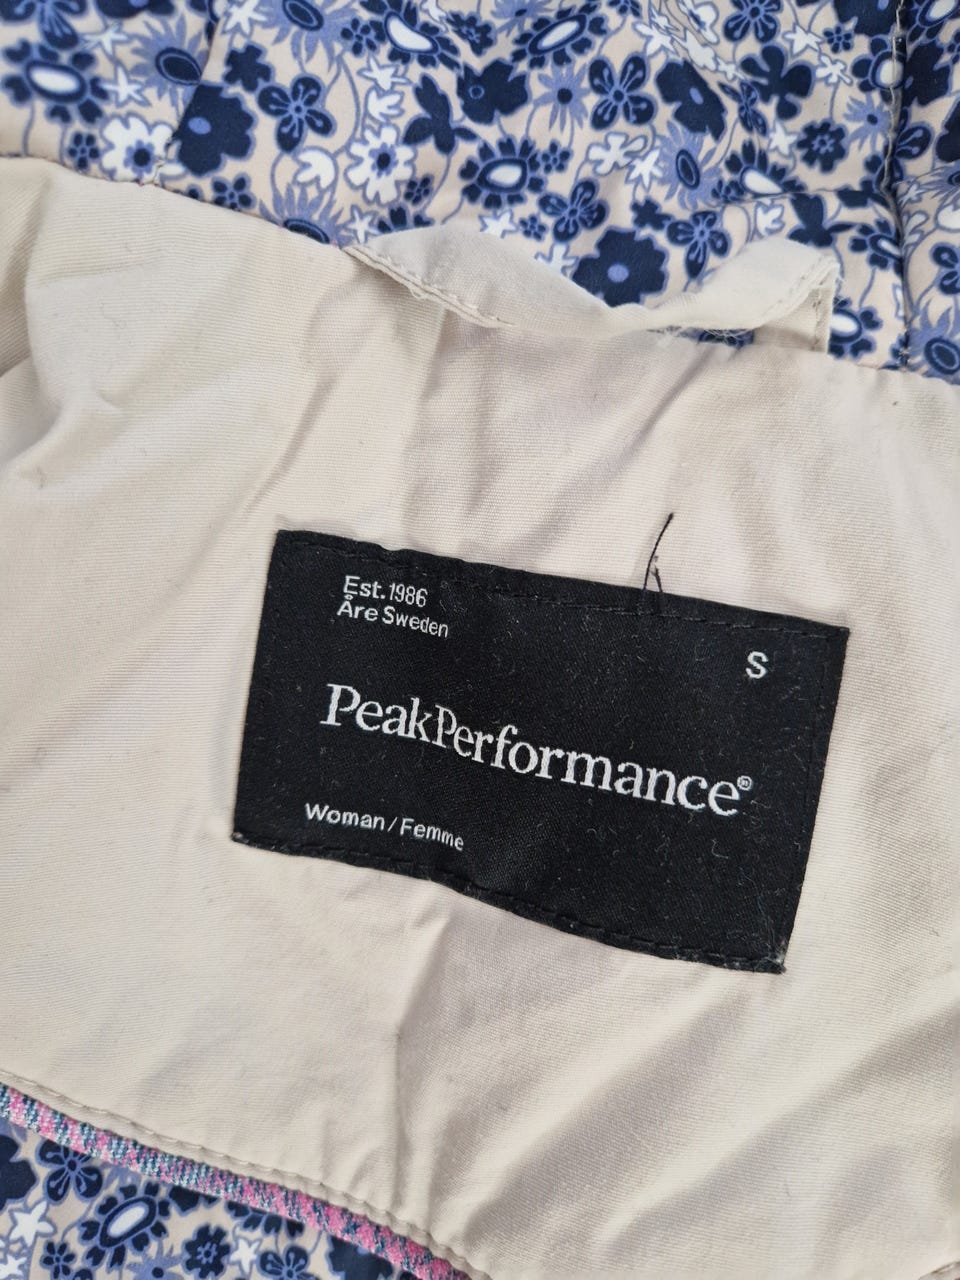 Est. 1986
Åre Sweden
S
PeakPerformance®
Woman / Femme